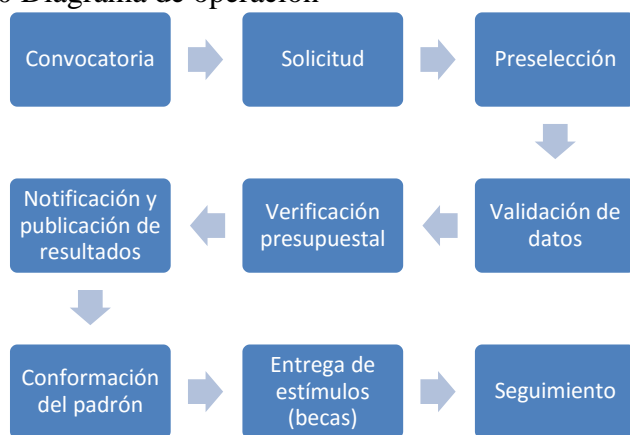 Diagrama de operación
Convocatoria
Solicitud
Preselección
Validación de
datos
Verificación
presupuestal
Notificación y
publicación de
resultados
Conformación
del padrón
Entrega de
estímulos
(becas)
Seguimiento